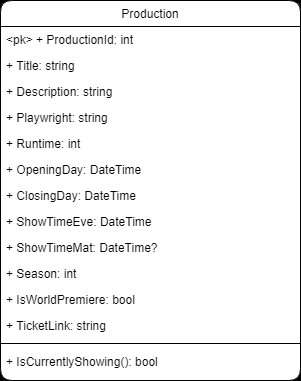 Production
<pk> + ProductionId: int
+ Title: string
+ Description: string
+ Playwright: string
+ Runtime: int
+ OpeningDay: DateTime
+ ClosingDay: DateTime
+ ShowTimeEve: DateTime
+ ShowTimeMat: DateTime?
+ Season: int
+ IsWorldPremiere: bool
+ TicketLink: string
+ IsCurrentlyShowing(): bool